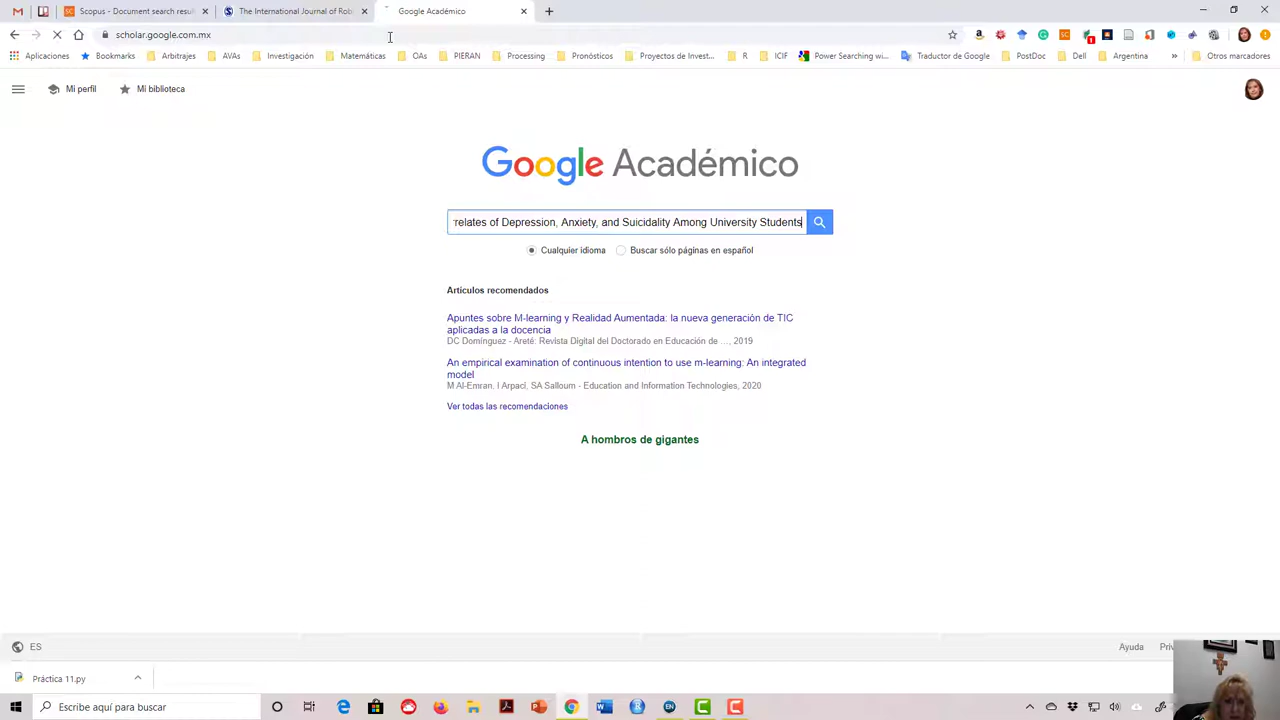 Scopus - Document search result
The International Journal of Rob
Google Académico
scholar.google.com.mx
Aplicaciones
Bookmarks
Arbitrajes
AVAs
Investigación
Matemáticas
OAs
PIERAN
Processing
Pronósticos
Proyectos de Invest...
R
ICIF
Power Searching wi...
Traductor de Google
PostDoc
Dell
Argentina
»
Otros marcadores
Mi perfil
Mi biblioteca
Google Académico
relates of Depression, Anxiety, and Suicidality Among University Students
Cualquier idioma
Buscar sólo páginas en español
Artículos recomendados
Apuntes sobre M-learning y Realidad Aumentada: la nueva generación de TIC
aplicadas a la docencia
DC Domínguez - Areté: Revista Digital del Doctorado en Educación de …, 2019
An empirical examination of continuous intention to use m-learning: An integrated
model
M Al-Emran, I Arpaci, SA Salloum - Education and Information Technologies, 2020
Ver todas las recomendaciones
A hombros de gigantes
ES
Ayuda
Priv
Práctica 11.py
Escribe aquí para buscar